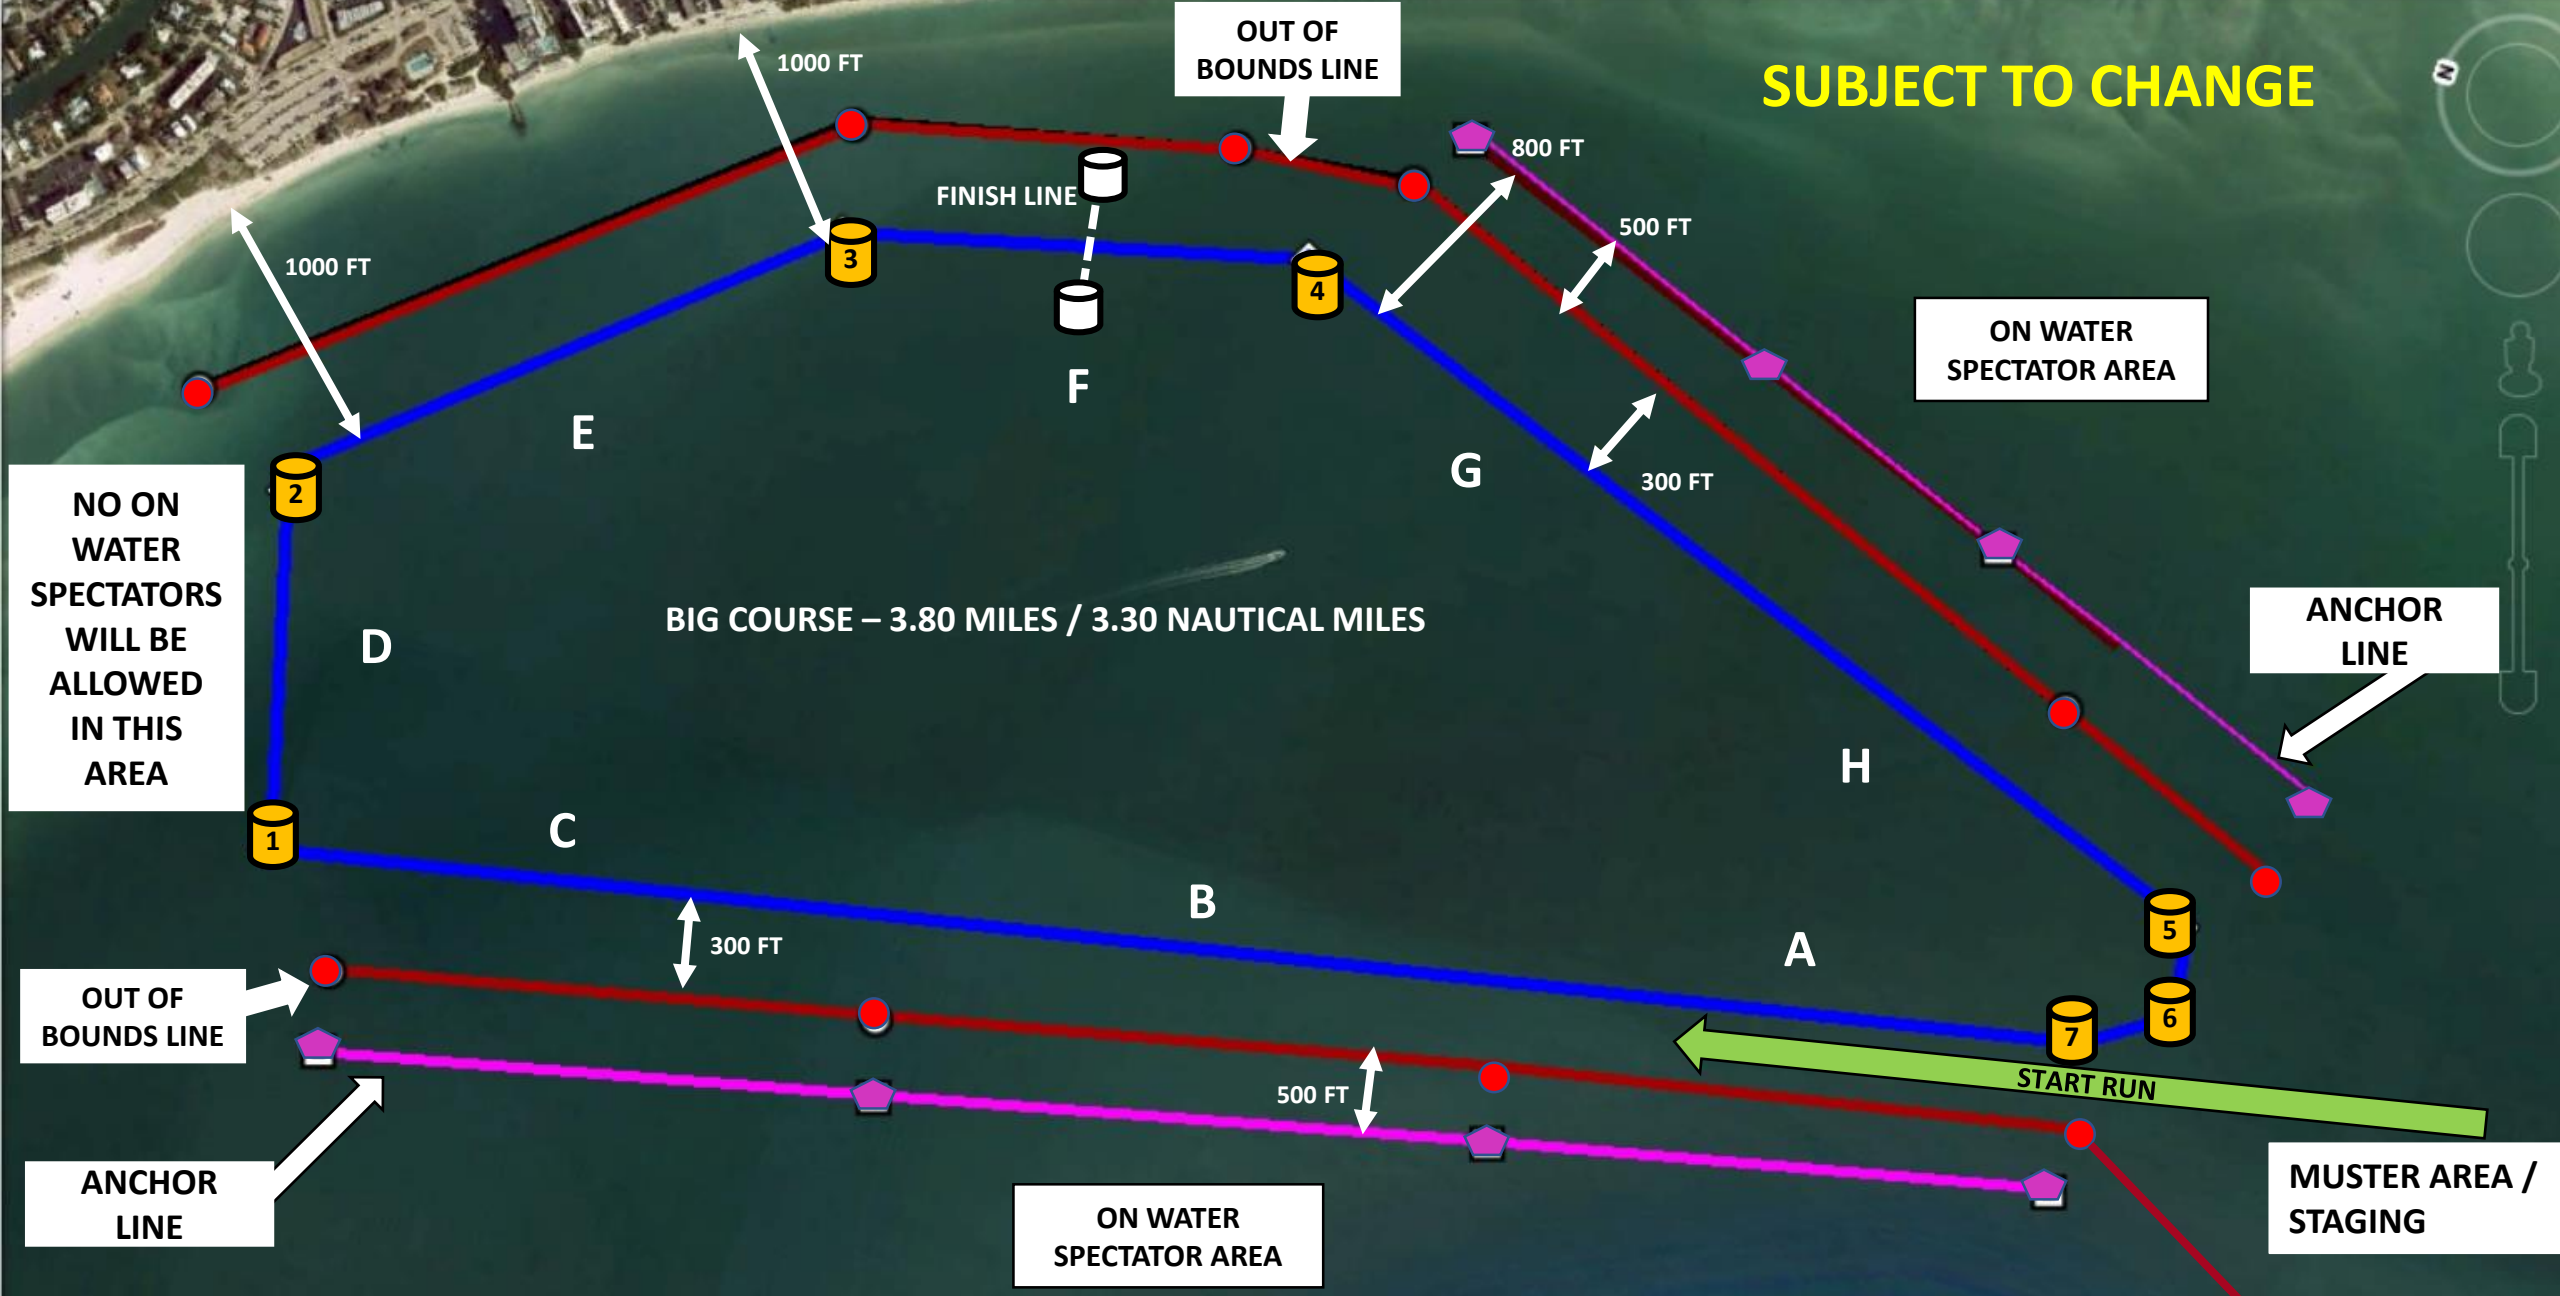 1000 FT
OUT OF
BOUNDS LINE
SUBJECT TO CHANGE
N
800 FT
FINISH LINE
500 FT
1000 FT
3
4
ON WATER
SPECTATOR AREA
F
E
G
300 FT
2
NO ON
WATER
SPECTATORS
WILL BE
ALLOWED
IN THIS
AREA
D
BIG COURSE – 3.80 MILES / 3.30 NAUTICAL MILES
ANCHOR
LINE
H
1
C
B
A
5
300 FT
OUT OF
BOUNDS LINE
6
7
START RUN
500 FT
ANCHOR
LINE
ON WATER
SPECTATOR AREA
MUSTER AREA /
STAGING